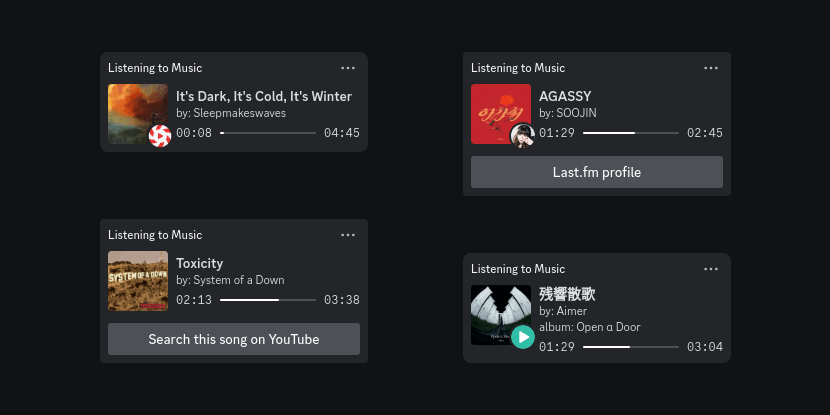 Listening to Music
It's Dark, It's Cold, It's Winter
by: Sleepmakeswaves
00:08 04:45
Listening to Music
AGASSY
by: SOOJIN
01:29 02:45
Last.fm profile
Listening to Music
SYSTEM OF A DOWN
Toxicity
by: System of a Down
02:13 03:38
Search this song on YouTube
Listening to Music
残響散歌
by: Aimer
album: Open α Door
01:29 03:04